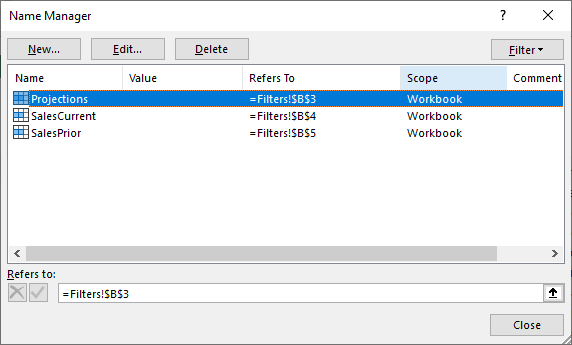 Name Manager ? ×
New... Edit... Delete Filter
Name Value Refers To Scope Comment
Projections =Filters!$B$3 Workbook
SalesCurrent =Filters!$B$4 Workbook
SalesPrior =Filters!$B$5 Workbook
Refers to:
=Filters!$B$3
Close